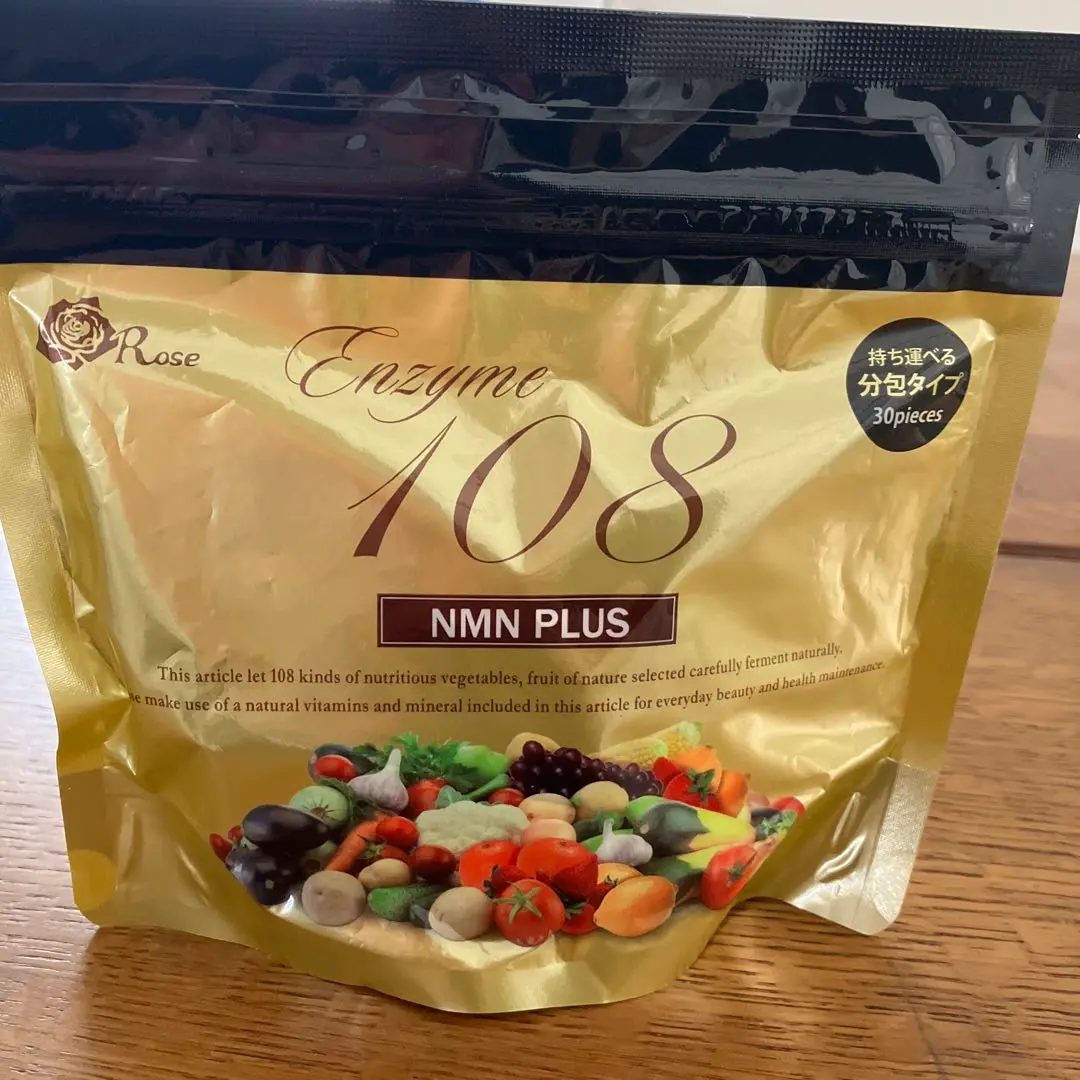 Rose
Enzyme
108
持ち運べる
分包タイプ
30pieces
NMN PLUS
This article let 108 kinds of nutritious vegetables, fruit of nature selected carefully ferment naturally.
make use of a natural vitamins and mineral included in this article for everyday beauty and health maintenance.